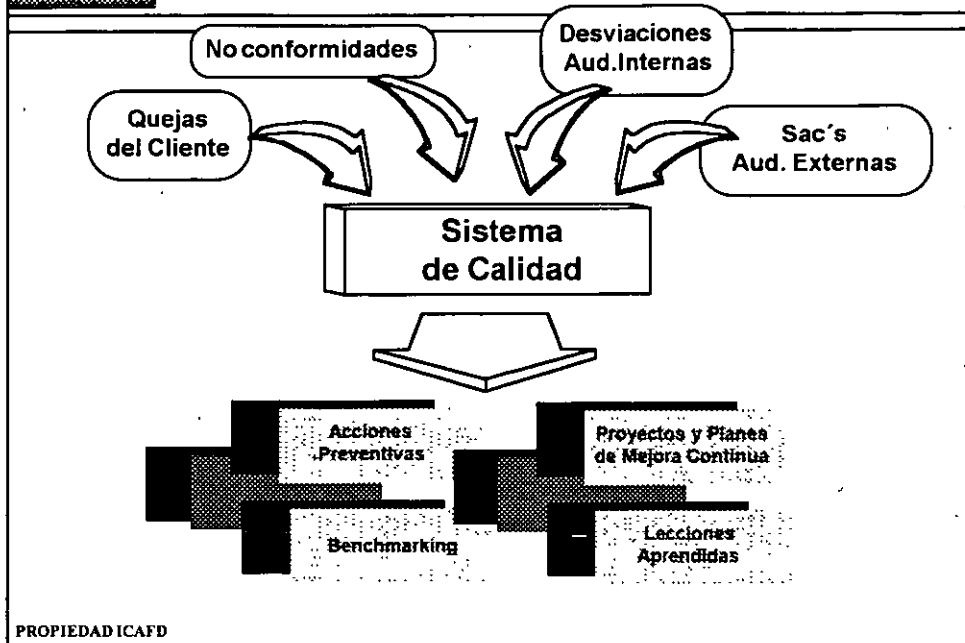 No conformidades
Desviaciones
Aud.Internas
Quejas
del Cliente
Sac´s
Aud. Externas
Sistema
de Calidad
Acciones
.Preventivas
Proyectos y Planes
de Mejora Continua
Benchmarking
Lecciones
Aprendidas
PROPIEDAD ICAFD